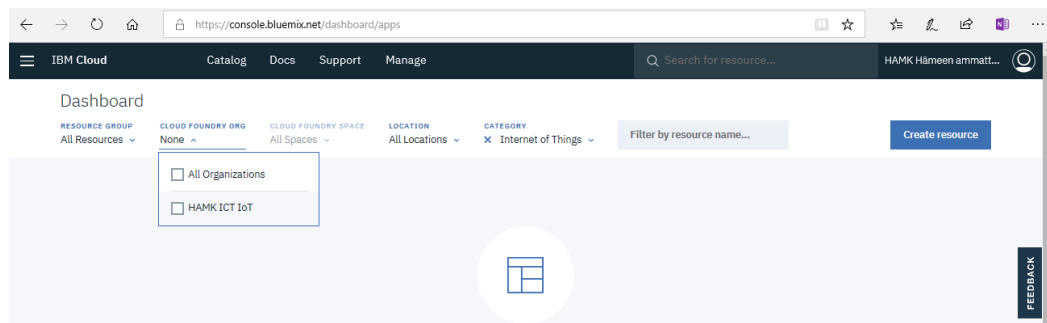 https://console.bluemix.net/dashboard/apps
IBM Cloud Catalog Docs Support Manage Search for resource... HAMK Hämeen ammatt...
Dashboard
RESOURCE GROUP CLOUD FOUNDRY ORG CLOUD FOUNDRY SPACE LOCATION CATEGORY
All Resources None All Spaces All Locations Internet of Things Filter by resource name... Create resource
All Organizations
HAMK ICT IoT
FEEDBACK